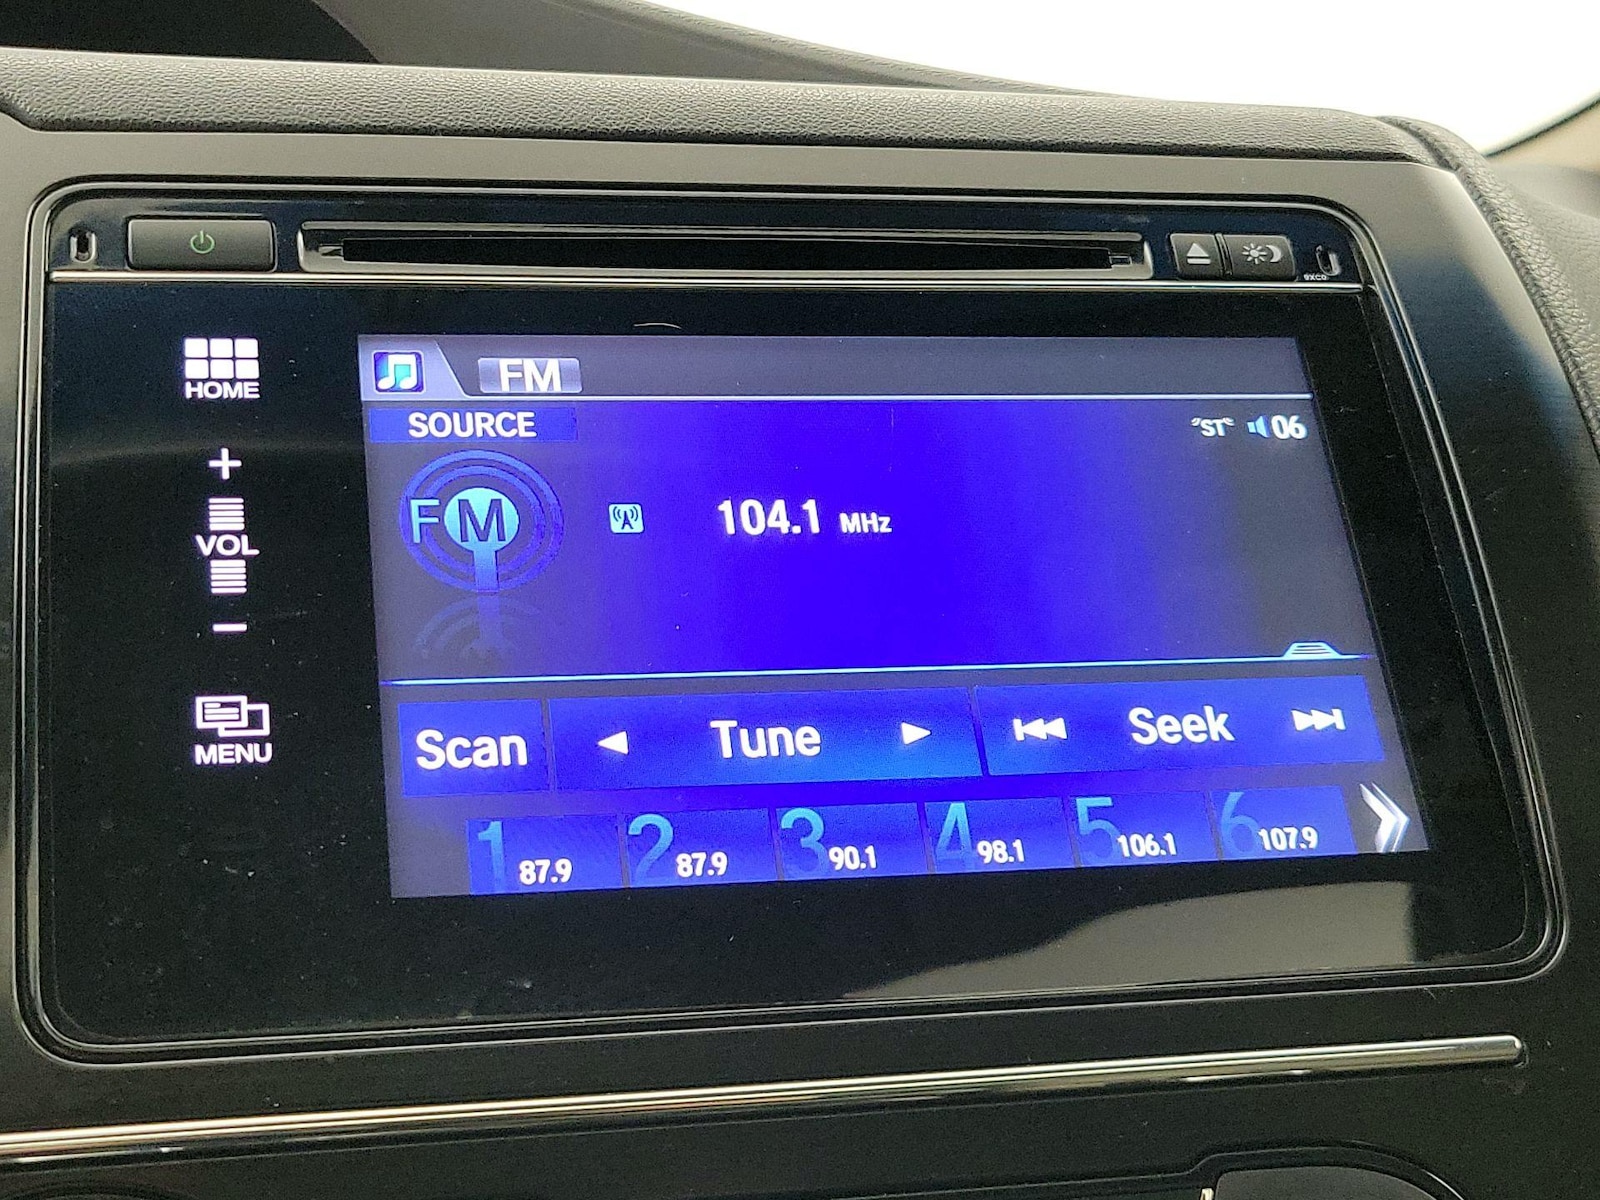 9XC0
HOME
FM
SOURCE
ST 06
+
FM
104.1 MHz
VOL
−
MENU
Scan
Tune
Seek
1 87.9
2 87.9
3 90.1
4 98.1
5 106.1
6 107.9